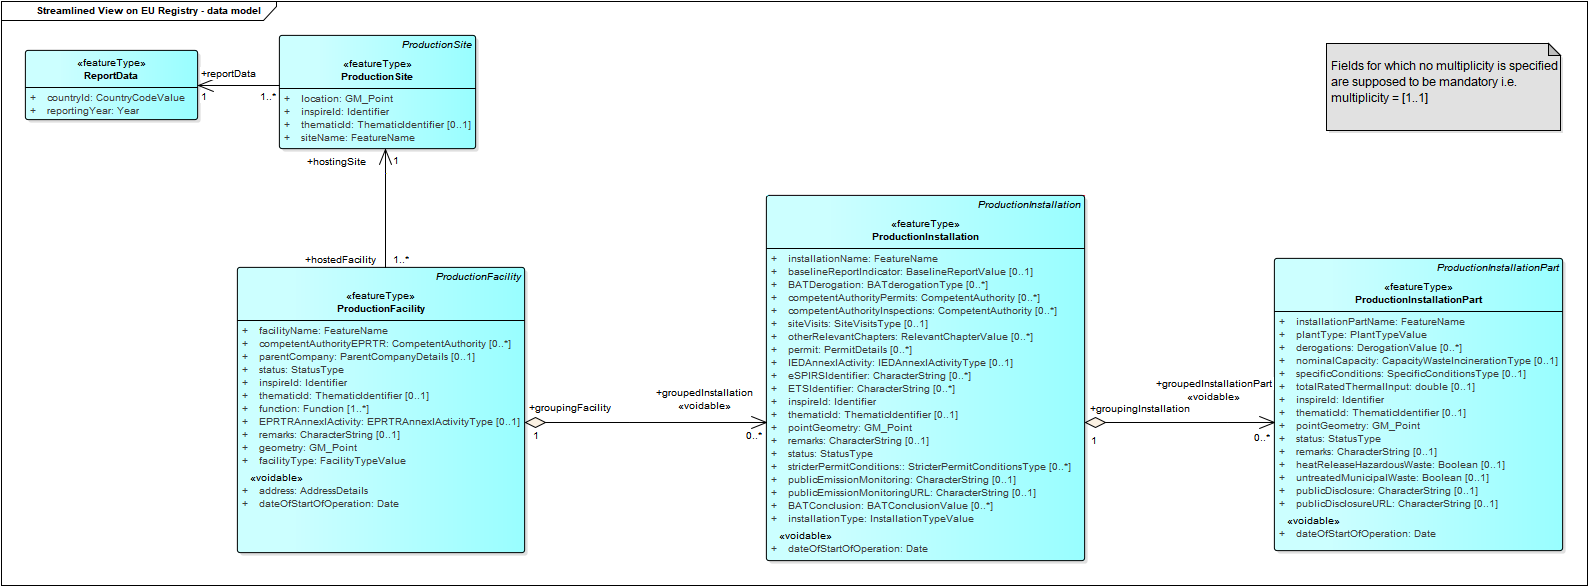 Streamlined View on EU Registry - data model
«featureType»
ReportData
+ countryId: CountryCodeValue
+ reportingYear: Year
+reportData
1
1..*
ProductionSite
«featureType»
ProductionSite
+ location: GM_Point
+ inspireId: Identifier
+ thematicId: ThematicIdentifier [0..1]
+ siteName: FeatureName
Fields for which no multiplicity is specified
are supposed to be mandatory i.e.
multiplicity = [1..1]
+hostingSite
1
+hostedFacility
1..*
ProductionFacility
«featureType»
ProductionFacility
+ facilityName: FeatureName
+ competentAuthorityEPRTR: CompetentAuthority [0..*]
+ parentCompany: ParentCompanyDetails [0..1]
+ status: StatusType
+ inspireId: Identifier
+ thematicId: ThematicIdentifier [0..1]
+ function: Function [1..*]
+ EPRTRAnnexIActivity: EPRTRAnnexIActivityType [0..1]
+ remarks: CharacterString [0..1]
+ geometry: GM_Point
+ facilityType: FacilityTypeValue
«voidable»
+ address: AddressDetails
+ dateOfStartOfOperation: Date
+groupingFacility
1
+groupedInstallation
«voidable»
0..*
ProductionInstallation
«featureType»
ProductionInstallation
+ installationName: FeatureName
+ baselineReportIndicator: BaselineReportValue [0..1]
+ BATDerogation: BATderogationType [0..*]
+ competentAuthorityPermits: CompetentAuthority [0..*]
+ competentAuthorityInspections: CompetentAuthority [0..*]
+ siteVisits: SiteVisitsType [0..1]
+ otherRelevantChapters: RelevantChapterValue [0..*]
+ permit: PermitDetails [0..*]
+ IEDAnnexIActivity: IEDAnnexIActivityType [0..1]
+ eSPIRSIdentifier: CharacterString [0..*]
+ ETSIdentifier: CharacterString [0..*]
+ inspireId: Identifier
+ thematicId: ThematicIdentifier [0..1]
+ pointGeometry: GM_Point
+ remarks: CharacterString [0..1]
+ status: StatusType
+ stricterPermitConditions:: StricterPermitConditionsType [0..*]
+ publicEmissionMonitoring: CharacterString [0..1]
+ publicEmissionMonitoringURL: CharacterString [0..1]
+ BATConclusion: BATConclusionValue [0..*]
+ installationType: InstallationTypeValue
«voidable»
+ dateOfStartOfOperation: Date
+groupingInstallation
1
+groupedInstallationPart
«voidable»
0..*
ProductionInstallationPart
«featureType»
ProductionInstallationPart
+ installationPartName: FeatureName
+ plantType: PlantTypeValue
+ derogations: DerogationValue [0..*]
+ nominalCapacity: CapacityWasteIncinerationType [0..1]
+ specificConditions: SpecificConditionsType [0..1]
+ totalRatedThermalInput: double [0..1]
+ inspireId: Identifier
+ thematicId: ThematicIdentifier [0..1]
+ pointGeometry: GM_Point
+ status: StatusType
+ remarks: CharacterString [0..1]
+ heatReleaseHazardousWaste: Boolean [0..1]
+ untreatedMunicipalWaste: Boolean [0..1]
+ publicDisclosure: CharacterString [0..1]
+ publicDisclosureURL: CharacterString [0..1]
«voidable»
+ dateOfStartOfOperation: Date